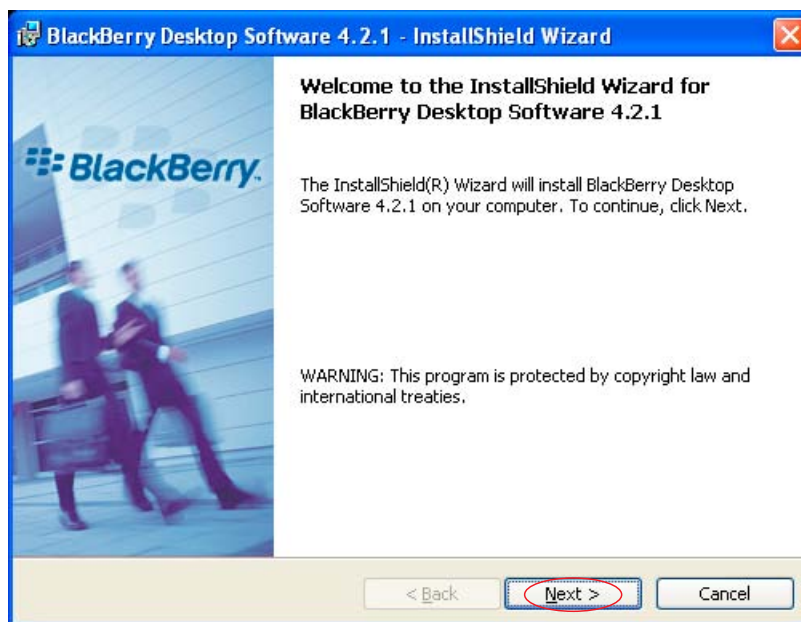 BlackBerry Desktop Software 4.2.1 - InstallShield Wizard
Welcome to the InstallShield Wizard for
BlackBerry Desktop Software 4.2.1
BlackBerry.
The InstallShield(R) Wizard will install BlackBerry Desktop
Software 4.2.1 on your computer. To continue, click Next.
WARNING: This program is protected by copyright law and
international treaties.
< Back Next > Cancel